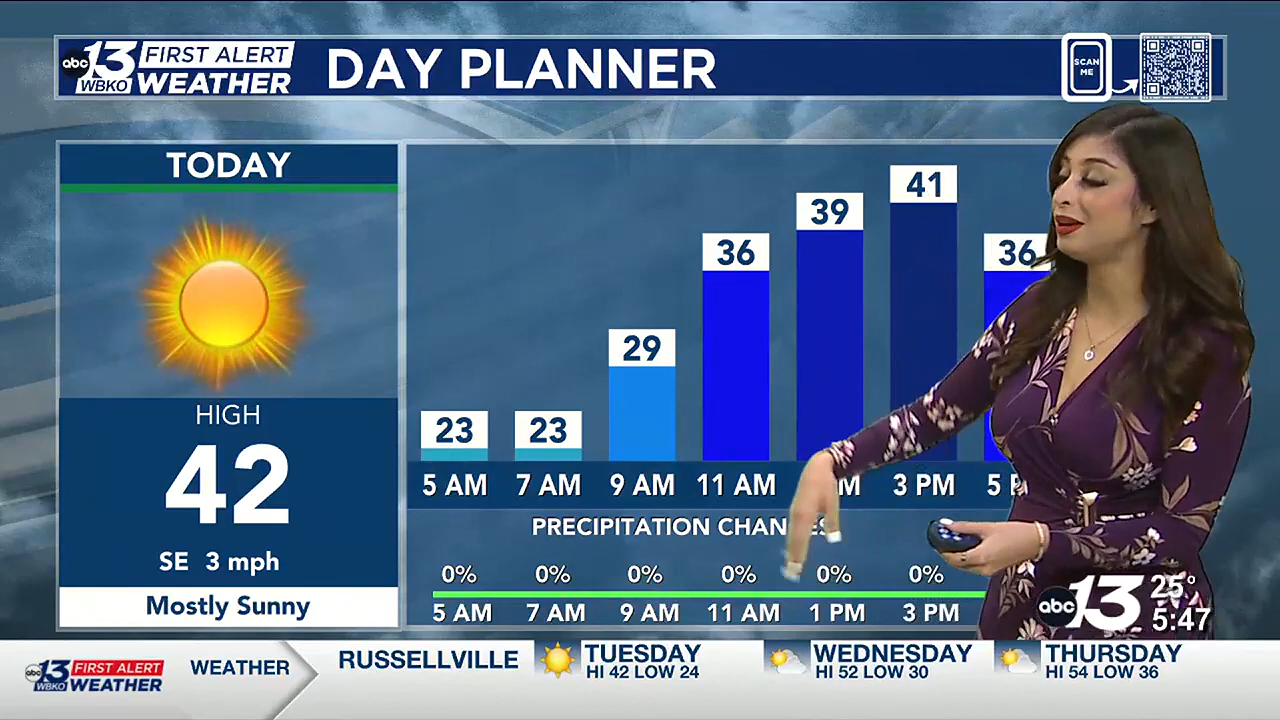 abc 13 WBKO FIRST ALERT WEATHER
DAY PLANNER
SCAN ME
TODAY
HIGH
42
SE 3 mph
Mostly Sunny
23 23 29 36 39 41 36
5 AM 7 AM 9 AM 11 AM M 3 PM 5 P
PRECIPITATION CHANCES
0% 0% 0% 0% 0% 0%
5 AM 7 AM 9 AM 11 AM 1 PM 3 PM
abc 13 25°
5:47
abc 13 WBKO FIRST ALERT WEATHER
WEATHER
RUSSELLVILLE
TUESDAY
HI 42 LOW 24
WEDNESDAY
HI 52 LOW 30
THURSDAY
HI 54 LOW 36